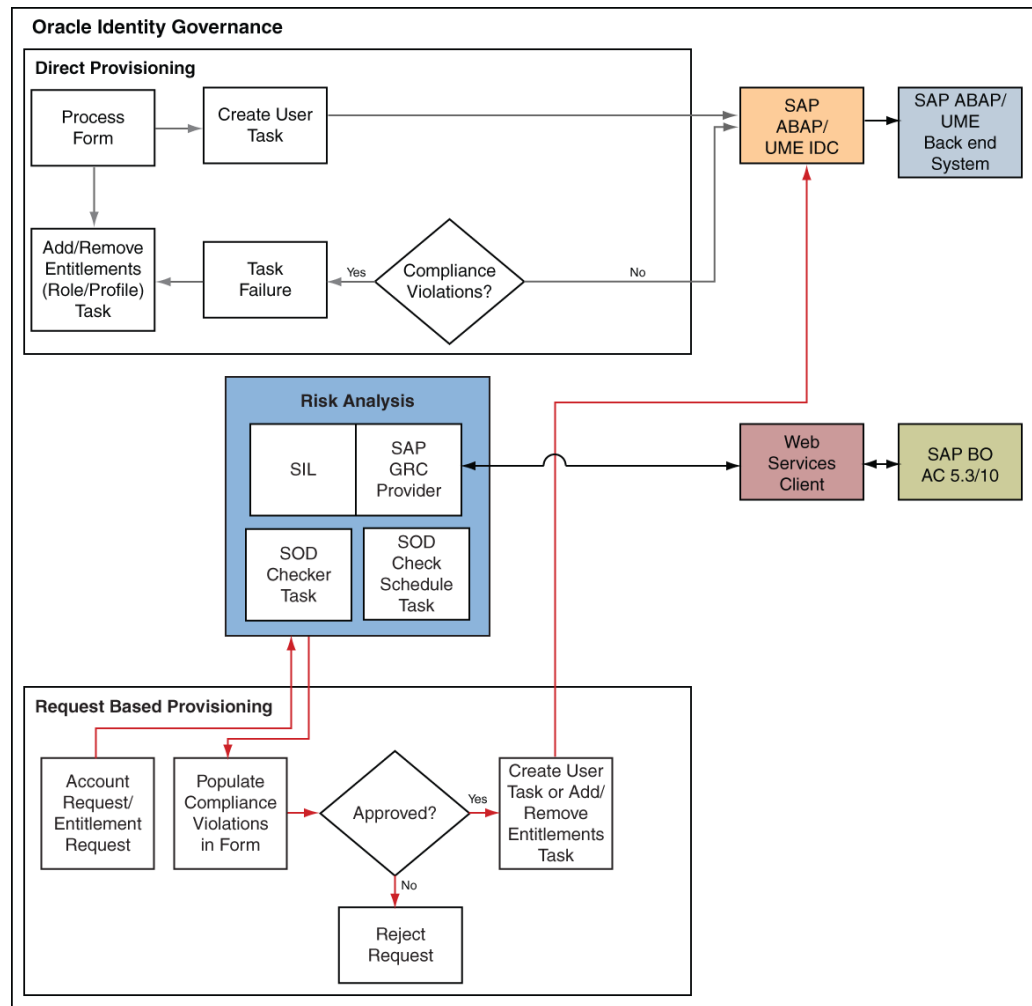 Oracle Identity Governance
Direct Provisioning
Process
Form
Create User
Task
SAP
ABAP/
UME IDC
SAP ABAP/
UME
Back end
System
Add/Remove
Entitlements
(Role/Profile)
Task
Task
Failure
Yes
Compliance
Violations?
No
Risk Analysis
SIL
SAP
GRC
Provider
Web
Services
Client
SAP BO
AC 5.3/10
SOD
Checker
Task
SOD
Check
Schedule
Task
Request Based Provisioning
Account
Request/
Entitlement
Request
Populate
Compliance
Violations
in Form
Approved?
Yes
Create User
Task or Add/
Remove
Entitlements
Task
No
Reject
Request